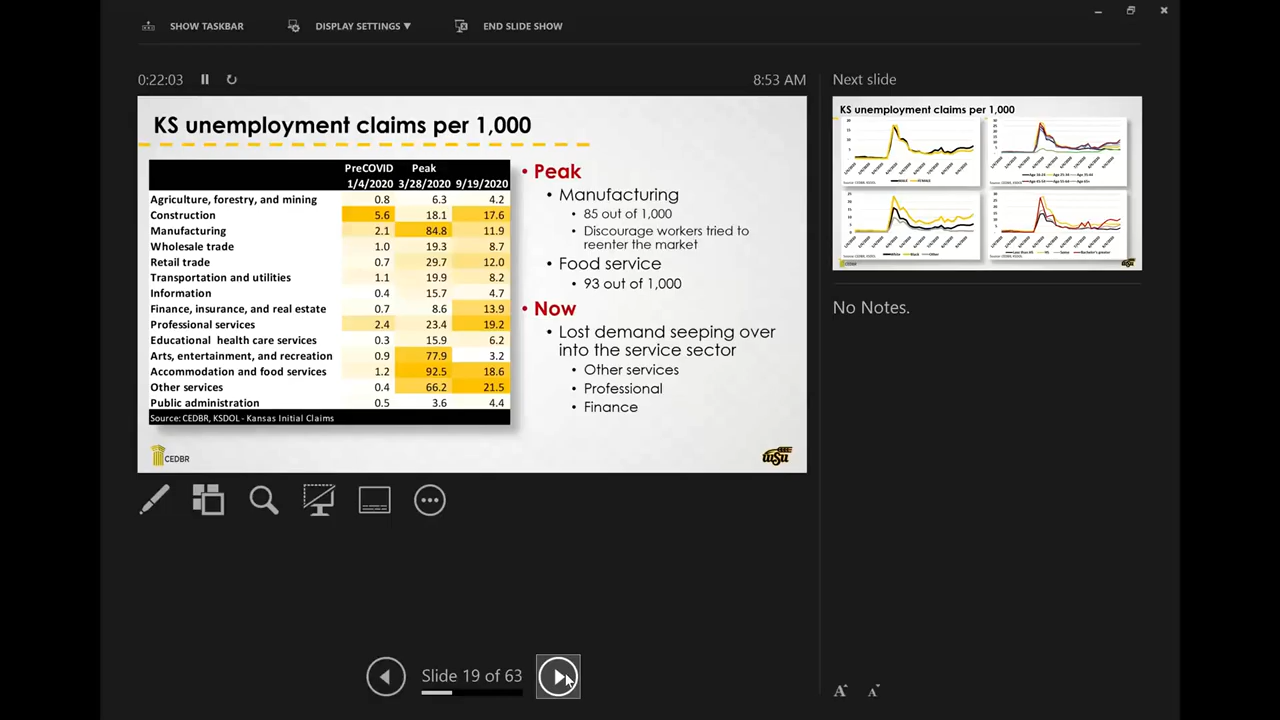 SHOW TASKBAR DISPLAY SETTINGS ▼ END SLIDE SHOW
0:22:03 8:53 AM
KS unemployment claims per 1,000
PreCOVID Peak
1/4/2020 3/28/2020 9/19/2020
Agriculture, forestry, and mining 0.8 6.3 4.2
Construction 5.6 18.1 17.6
Manufacturing 2.1 84.8 11.9
Wholesale trade 1.0 19.3 8.7
Retail trade 0.7 29.7 12.0
Transportation and utilities 1.1 19.9 8.2
Information 0.4 15.7 4.7
Finance, insurance, and real estate 0.7 8.6 13.9
Professional services 2.4 23.4 19.2
Educational health care services 0.3 15.9 6.2
Arts, entertainment, and recreation 0.9 77.9 3.2
Accommodation and food services 1.2 92.5 18.6
Other services 0.4 66.2 21.5
Public administration 0.5 3.6 4.4
Source: CEDBR, KSDOL - Kansas Initial Claims
• Peak
• Manufacturing
• 85 out of 1,000
• Discourage workers tried to
reenter the market
• Food service
• 93 out of 1,000
• Now
• Lost demand seeping over
into the service sector
• Other services
• Professional
• Finance
CEDBR
WSU
Slide 19 of 63
Next slide
KS unemployment claims per 1,000
No Notes.
A A